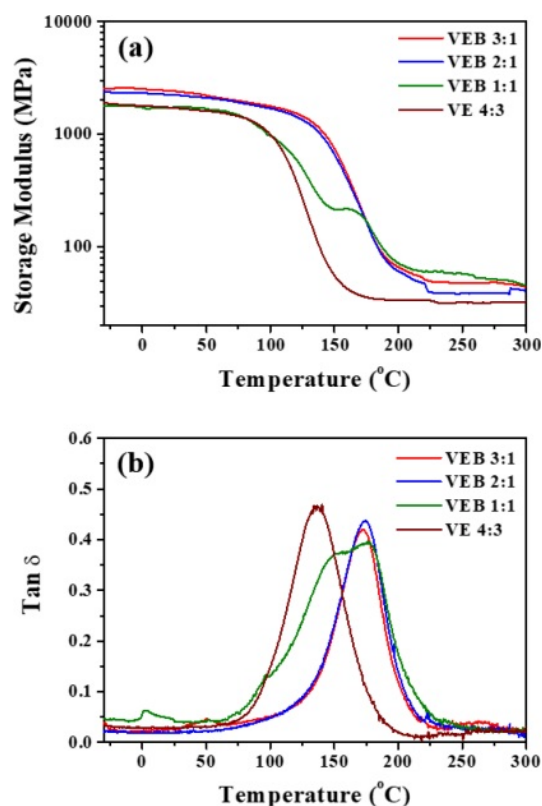 (a)
VEB 3:1
VEB 2:1
VEB 1:1
VE 4:3
Storage Modulus (MPa)
10000
1000
100
0 50 100 150 200 250 300
Temperature (°C)
(b)
VEB 3:1
VEB 2:1
VEB 1:1
VE 4:3
Tan δ
0.6
0.5
0.4
0.3
0.2
0.1
0.0
0 50 100 150 200 250 300
Temperature (°C)